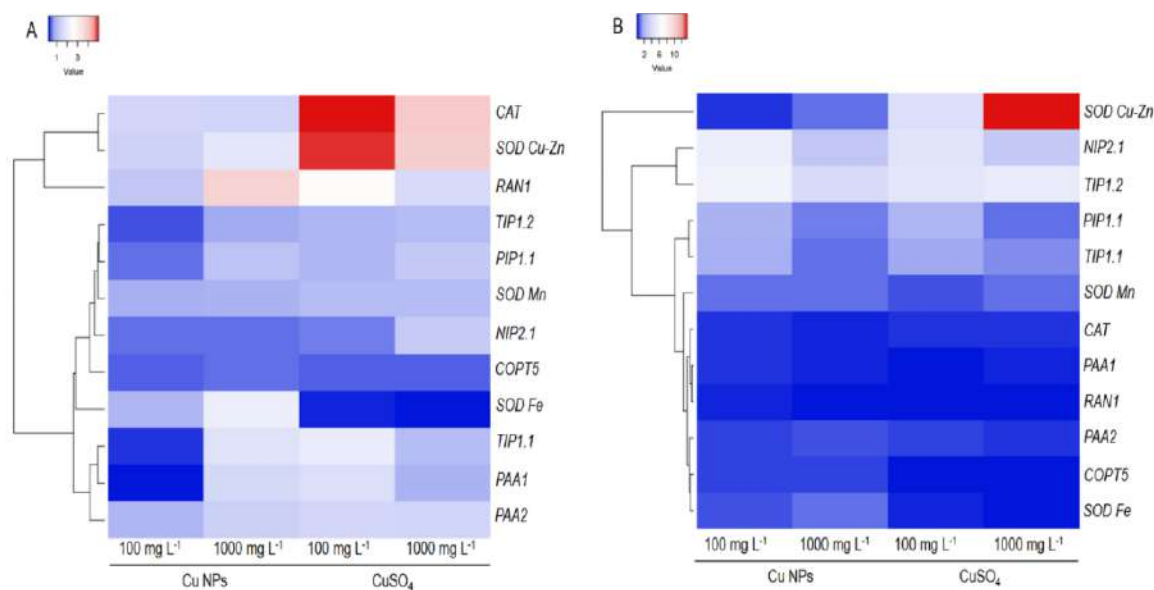 A
1 3
Value
CAT
SOD Cu-Zn
RAN1
TIP1.2
PIP1.1
SOD Mn
NIP2.1
COPT5
SOD Fe
TIP1.1
PAA1
PAA2
100 mg L⁻¹ 1000 mg L⁻¹ 100 mg L⁻¹ 1000 mg L⁻¹
Cu NPs CuSO₄
B
2 6 10
Value
SOD Cu-Zn
NIP2.1
TIP1.2
PIP1.1
TIP1.1
SOD Mn
CAT
PAA1
RAN1
PAA2
COPT5
SOD Fe
100 mg L⁻¹ 1000 mg L⁻¹ 100 mg L⁻¹ 1000 mg L⁻¹
Cu NPs CuSO₄